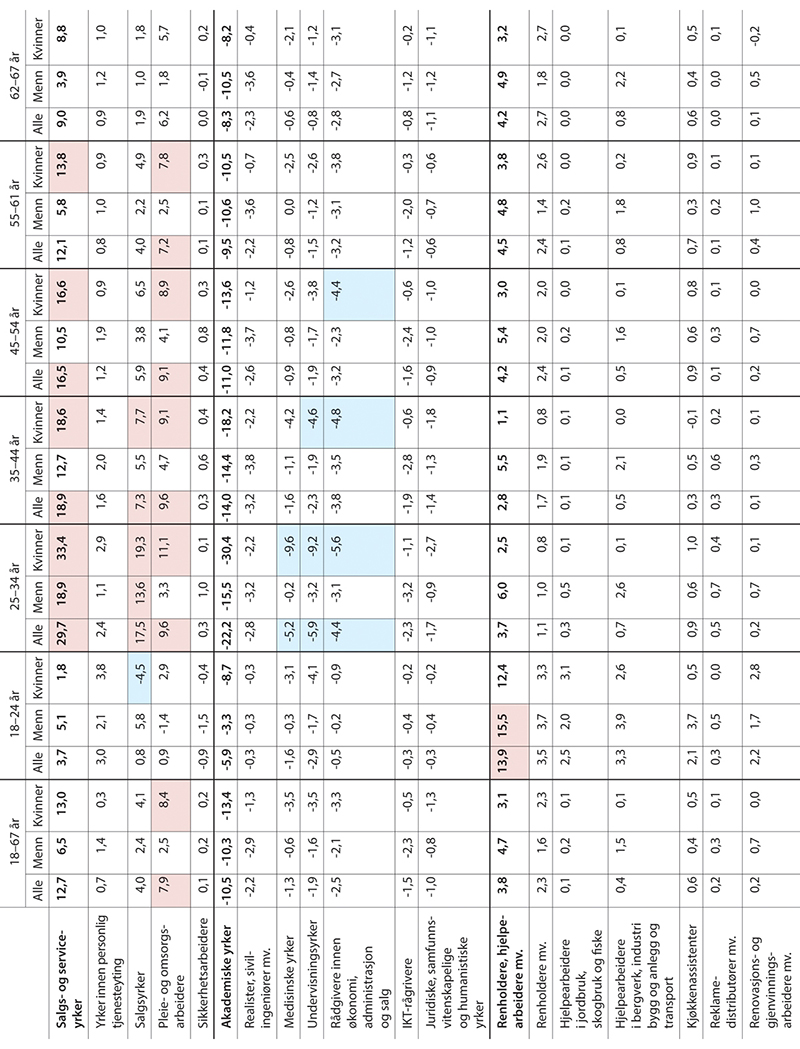 18–67 år 18–24 år 25–34 år 35–44 år 45–54 år 55–61 år 62–67 år
Alle Menn Kvinner Alle Menn Kvinner Alle Menn Kvinner Alle Menn Kvinner Alle Menn Kvinner Alle Menn Kvinner Alle Menn Kvinner
Salgs- og service- 12,7 6,5 13,0 3,7 5,1 1,8 29,7 18,9 33,4 18,9 12,7 18,6 16,5 10,5 16,6 12,1 5,8 13,8 9,0 3,9 8,8
yrker
Yrker innen personlig 0,7 1,4 0,3 3,0 2,1 3,8 2,4 1,1 2,9 1,6 2,0 1,4 1,2 1,9 0,9 0,8 1,0 0,9 0,9 1,2 1,0
tjenesteyting
Salgsyrker 4,0 2,4 4,1 0,8 5,8 -4,5 17,5 13,6 19,3 7,3 5,5 7,7 5,9 3,8 6,5 4,0 2,2 4,9 1,9 1,0 1,8
Pleie- og omsorgs- 7,9 2,5 8,4 0,9 -1,4 2,9 9,6 3,3 11,1 9,6 4,7 9,1 9,1 4,1 8,9 7,2 2,5 7,8 6,2 1,8 5,7
arbeidere
Sikkerhetsarbeidere 0,1 0,2 0,2 -0,9 -1,5 -0,4 0,3 1,0 0,1 0,3 0,6 0,4 0,4 0,8 0,3 0,1 0,1 0,3 0,0 -0,1 0,2
Akademiske yrker -10,5 -10,3 -13,4 -5,9 -3,3 -8,7 -22,2 -15,5 -30,4 -14,0 -14,4 -18,2 -11,0 -11,8 -13,6 -9,5 -10,6 -10,5 -8,3 -10,5 -8,2
Realister, sivil- -2,2 -2,9 -1,3 -0,3 -0,3 -0,3 -2,8 -3,2 -2,2 -3,2 -3,8 -2,2 -2,6 -3,7 -1,2 -2,2 -3,6 -0,7 -2,3 -3,6 -0,4
ingeniører mv.
Medisinske yrker -1,3 -0,6 -3,5 -1,6 -0,3 -3,1 -5,2 -0,2 -9,6 -1,6 -1,1 -4,2 -0,9 -0,8 -2,6 -0,8 0,0 -2,5 -0,6 -0,4 -2,1
Undervisningsyrker -1,9 -1,6 -3,5 -2,9 -1,7 -4,1 -5,9 -3,2 -9,2 -2,3 -1,9 -4,6 -1,9 -1,7 -3,8 -1,5 -1,2 -2,6 -0,8 -1,4 -1,2
Rådgivere innen -2,5 -2,1 -3,3 -0,5 -0,2 -0,9 -4,4 -3,1 -5,6 -3,8 -3,5 -4,8 -3,2 -2,3 -4,4 -3,2 -3,1 -3,8 -2,8 -2,7 -3,1
økonomi,
administrasjon
og salg
IKT-rågrivere -1,5 -2,3 -0,5 -0,3 -0,4 -0,2 -2,3 -3,2 -1,1 -1,9 -2,8 -0,6 -1,6 -2,4 -0,6 -1,2 -2,0 -0,3 -0,8 -1,2 -0,2
Juridiske, samfunns- -1,0 -0,8 -1,3 -0,3 -0,4 -0,2 -1,7 -0,9 -2,7 -1,4 -1,3 -1,8 -0,9 -1,0 -1,0 -0,6 -0,7 -0,6 -1,1 -1,2 -1,1
vitenskapelige
og humanistiske
yrker
Renholdere, hjelpe- 3,8 4,7 3,1 13,9 15,5 12,4 3,7 6,0 2,5 2,8 5,5 1,1 4,2 5,4 3,0 4,5 4,8 3,8 4,2 4,9 3,2
arbeidere mv.
Renholdere mv. 2,3 1,6 2,3 3,5 3,7 3,3 1,1 1,0 0,8 1,7 1,9 0,8 2,4 2,0 2,0 2,4 1,4 2,6 2,7 1,8 2,7
Hjelpearbeidere 0,1 0,2 0,1 2,5 2,0 3,1 0,3 0,5 0,1 0,1 0,1 0,1 0,1 0,2 0,0 0,1 0,2 0,0 0,0 0,0 0,0
i jordbruk,
skogbruk og fiske
Hjelpearbeidere 0,4 1,5 0,1 3,3 3,9 2,6 0,7 2,6 0,1 0,5 2,1 0,0 0,5 1,6 0,1 0,8 1,8 0,2 0,8 2,2 0,1
i bergverk, industri
bygg og anlegg og
transport
Kjøkkenassistenter 0,6 0,4 0,5 2,1 3,7 0,5 0,9 0,6 1,0 0,3 0,5 -0,1 0,9 0,6 0,8 0,7 0,3 0,9 0,6 0,4 0,5
Reklame- 0,2 0,3 0,1 0,3 0,5 0,0 0,5 0,7 0,4 0,3 0,6 0,2 0,1 0,3 0,1 0,1 0,2 0,1 0,0 0,0 0,1
distributører mv.
Renovasjons- og 0,2 0,7 0,0 2,2 1,7 2,8 0,2 0,7 0,1 0,1 0,3 0,1 0,2 0,7 0,0 0,4 1,0 0,1 0,1 0,5 -0,2
gjenvinnings-
arbeidere mv.